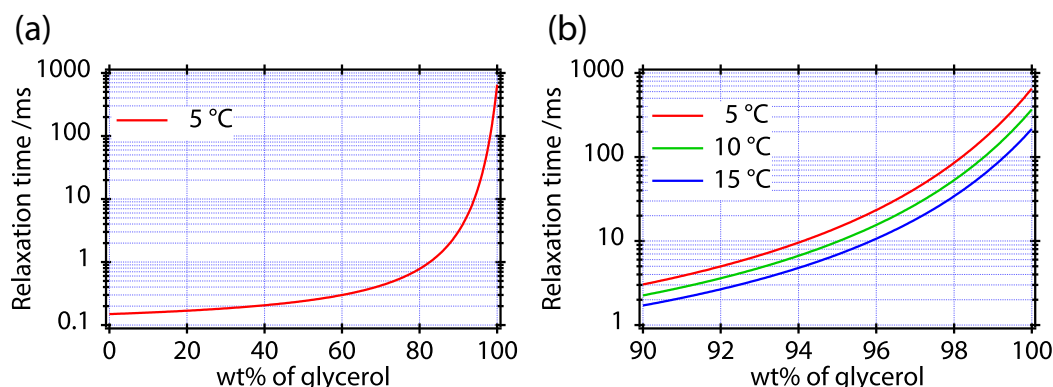 (a)
Relaxation time /ms
1000
100
10
1
0.1
5 °C
0 20 40 60 80 100
wt% of glycerol
(b)
Relaxation time /ms
1000
100
10
1
5 °C
10 °C
15 °C
90 92 94 96 98 100
wt% of glycerol